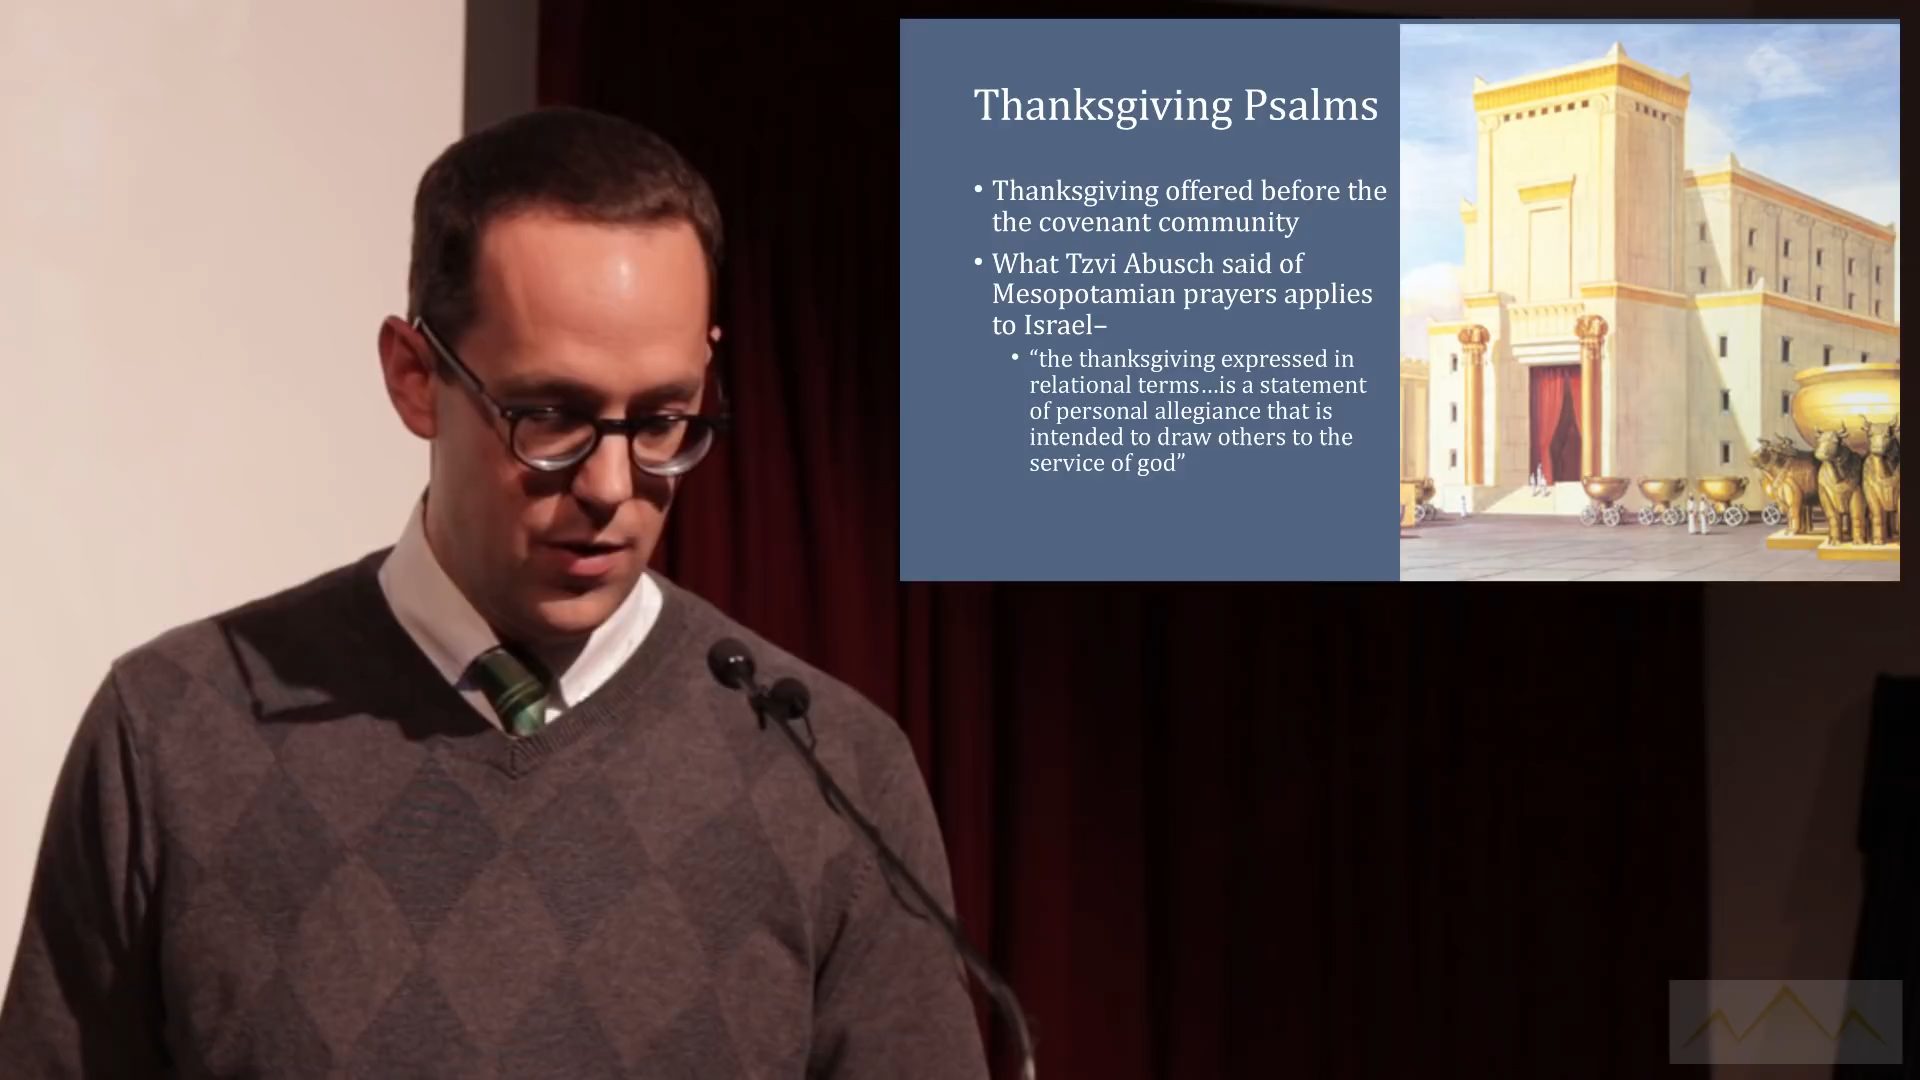 Thanksgiving Psalms
• Thanksgiving offered before the
the covenant community
• What Tzvi Abusch said of
Mesopotamian prayers applies
to Israel–
• “the thanksgiving expressed in
relational terms…is a statement
of personal allegiance that is
intended to draw others to the
service of god”